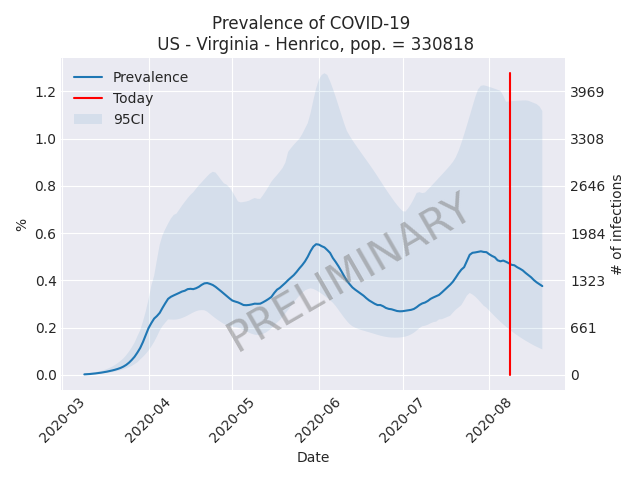 Prevalence of COVID-19
US - Virginia - Henrico, pop. = 330818
Prevalence
Today
95CI
1.2
1.0
0.8
0.6
0.4
0.2
0.0
%
3969
3308
2646
1984
1323
661
0
# of infections
PRELIMINARY
2020-03
2020-04
2020-05
2020-06
2020-07
2020-08
Date